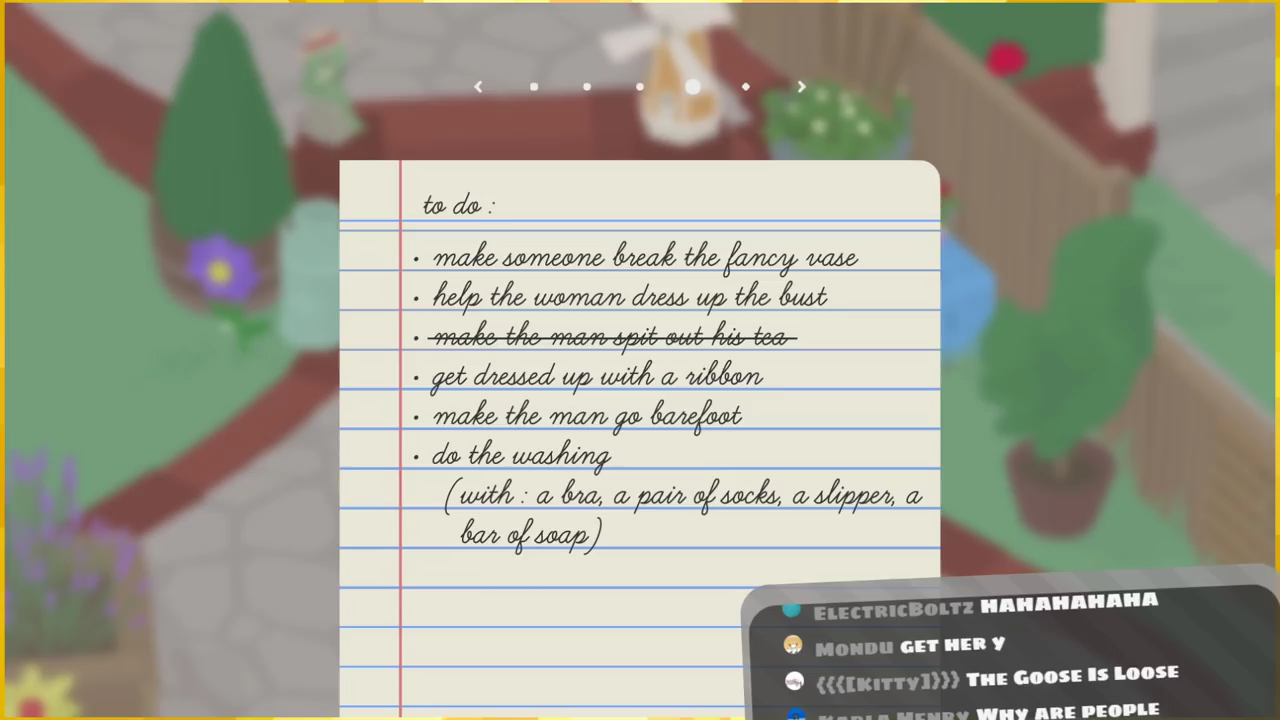 to do :
• make someone break the fancy vase
• help the woman dress up the bust
• make the man spit out his tea
• get dressed up with a ribbon
• make the man go barefoot
• do the washing
(with : a bra, a pair of socks, a slipper, a
bar of soap)
ElectricBoltz HAHAHAHAHA
Mondu GET HER Y
{{{[Kitty]}}} The Goose Is Loose
Karla Henry Why are people